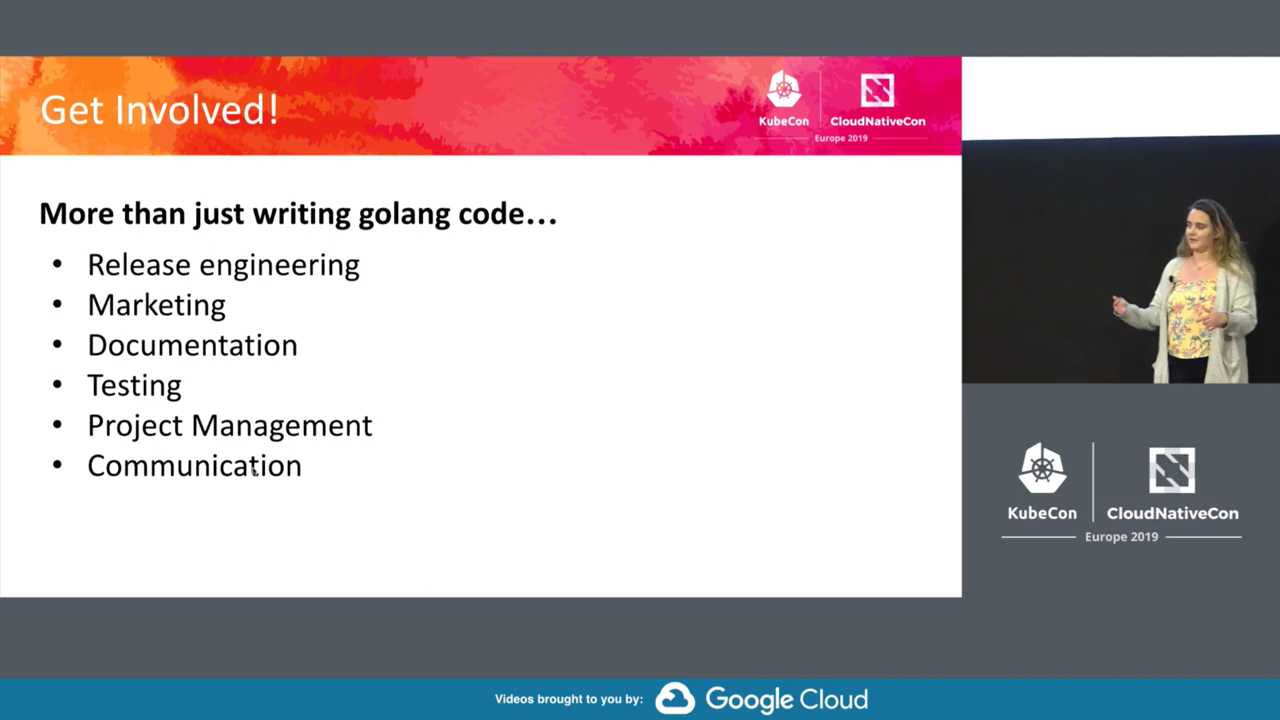 Get Involved!
KubeCon
CloudNativeCon
Europe 2019
More than just writing golang code...
• Release engineering
• Marketing
• Documentation
• Testing
• Project Management
• Communication
KubeCon
CloudNativeCon
Europe 2019
Videos brought to you by:
Google Cloud